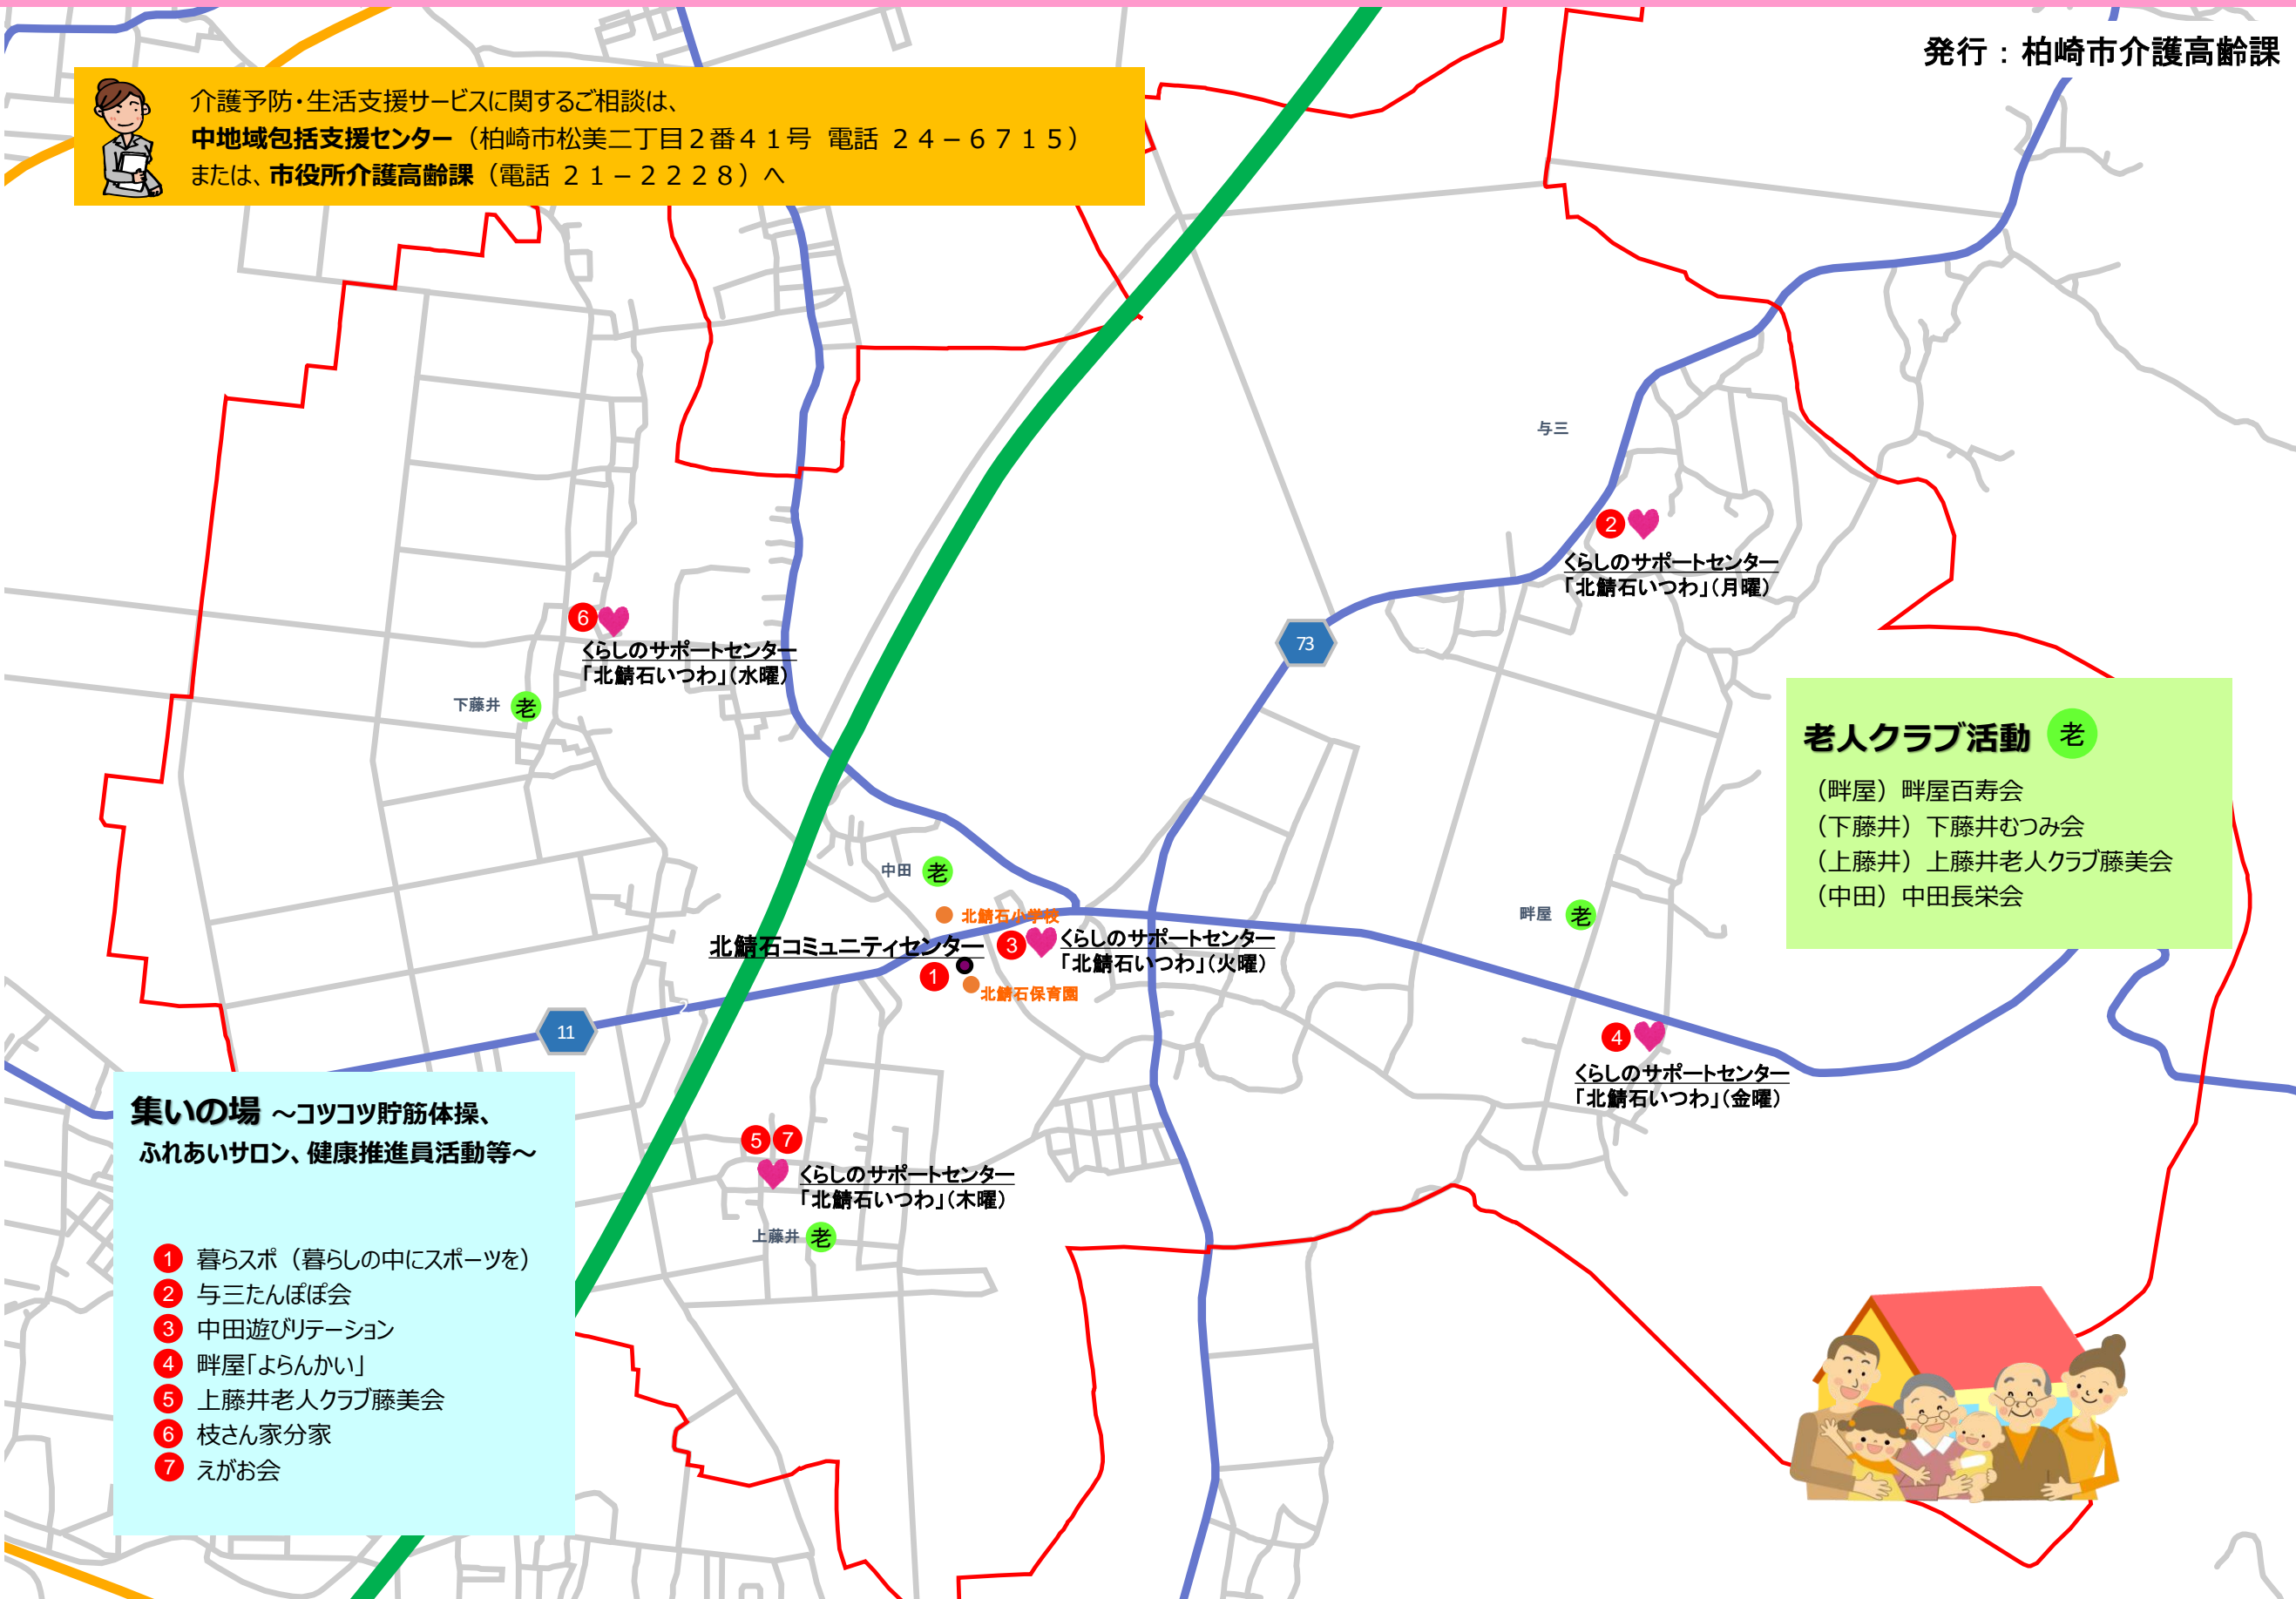 発行：柏崎市介護高齢課
介護予防・生活支援サービスに関するご相談は、
中地域包括支援センター（柏崎市松美二丁目２番４１号 電話 ２４－６７１５）
または、市役所介護高齢課（電話 ２１－２２２８）へ
与三
2
くらしのサポートセンター
「北鯖石いつわ」（月曜）
6
くらしのサポートセンター
「北鯖石いつわ」（水曜）
73
下藤井 老
老人クラブ活動 老
（畔屋）畔屋百寿会
（下藤井）下藤井むつみ会
（上藤井）上藤井老人クラブ藤美会
（中田）中田長栄会
中田 老
北鯖石小学校
畔屋 老
北鯖石コミュニティセンター
3
くらしのサポートセンター
「北鯖石いつわ」（火曜）
1
北鯖石保育園
2
11
4
くらしのサポートセンター
「北鯖石いつわ」（金曜）
5 7
くらしのサポートセンター
「北鯖石いつわ」（木曜）
上藤井 老
集いの場 ～コツコツ貯筋体操、
ふれあいサロン、健康推進員活動等～
1 暮らスポ（暮らしの中にスポーツを）
2 与三たんぽぽ会
3 中田遊びリテーション
4 畔屋「よらんかい」
5 上藤井老人クラブ藤美会
6 枝さん家分家
7 えがお会